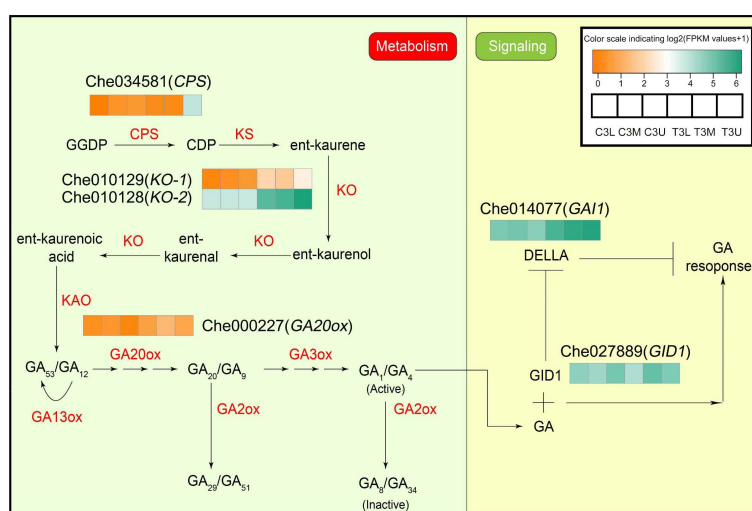 Metabolism
Signaling
Color scale indicating log2(FPKM values+1)
0 1 2 3 4 5 6
C3L C3M C3U T3L T3M T3U
Che034581(CPS)
GGDP CPS CDP KS ent-kaurene
Che010129(KO-1)
Che010128(KO-2)
KO
ent-kaurenoic acid KO ent-kaurenal KO ent-kaurenol
KAO
Che000227(GA20ox)
GA53/GA12 GA20ox GA20/GA9 GA3ox GA1/GA4
(Active)
GA13ox
GA2ox
GA2ox
GA29/GA51
GA8/GA34
(Inactive)
Che014077(GAI1)
DELLA
GA
resoponse
Che027889(GID1)
GID1
+
GA